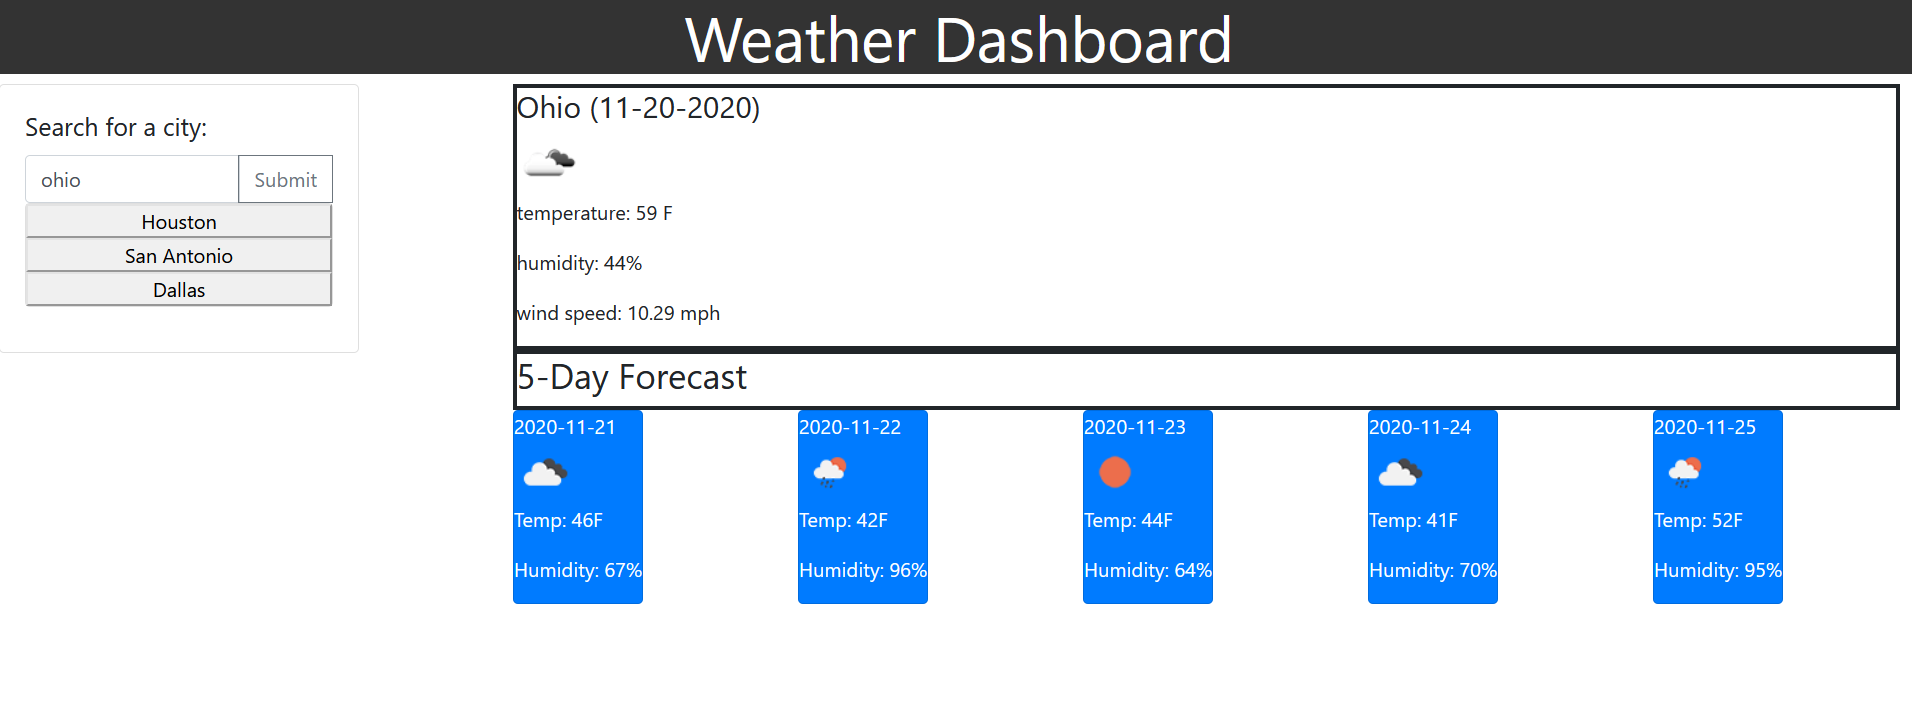 Weather Dashboard
Search for a city:
ohio
Submit
Houston
San Antonio
Dallas
Ohio (11-20-2020)
temperature: 59 F
humidity: 44%
wind speed: 10.29 mph
5-Day Forecast
2020-11-21
Temp: 46F
Humidity: 67%
2020-11-22
Temp: 42F
Humidity: 96%
2020-11-23
Temp: 44F
Humidity: 64%
2020-11-24
Temp: 41F
Humidity: 70%
2020-11-25
Temp: 52F
Humidity: 95%